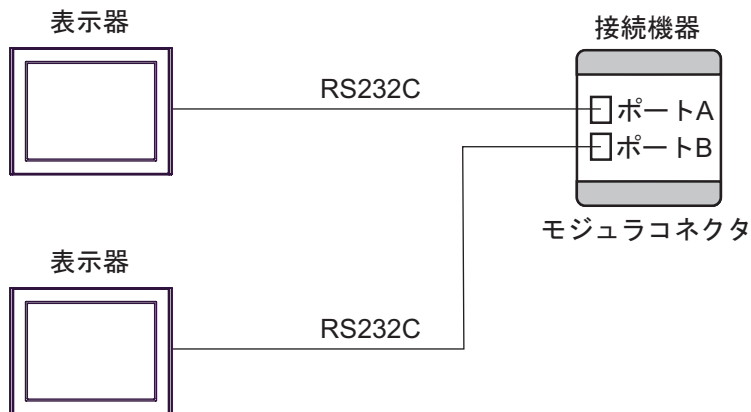 表示器
接続機器
RS232C
ポートA
ポートB
モジュラコネクタ
表示器
RS232C